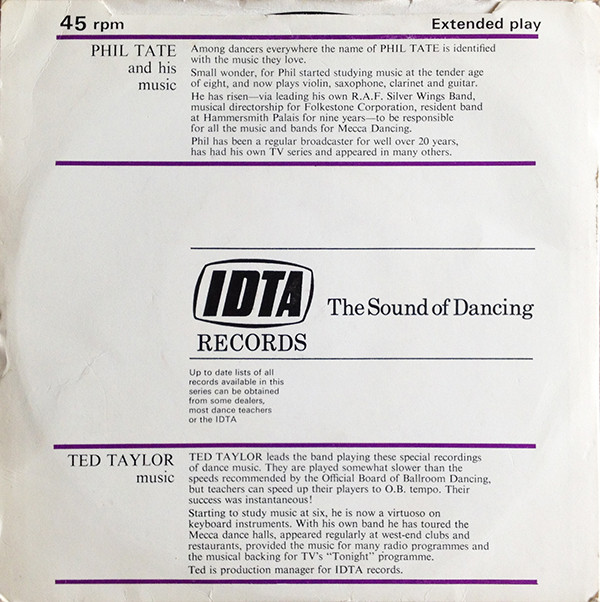 45 rpm Extended play
PHIL TATE
and his
music
Among dancers everywhere the name of PHIL TATE is identified
with the music they love.
Small wonder, for Phil started studying music at the tender age
of eight, and now plays violin, saxophone, clarinet and guitar.
He has risen—via leading his own R.A.F. Silver Wings Band,
musical directorship for Folkestone Corporation, resident band
at Hammersmith Palais for nine years—to be responsible
for all the music and bands for Mecca Dancing.
Phil has been a regular broadcaster for well over 20 years,
has had his own TV series and appeared in many others.
IDTA
RECORDS
The Sound of Dancing
Up to date lists of all
records available in this
series can be obtained
from some dealers,
most dance teachers
or the IDTA
TED TAYLOR
music
TED TAYLOR leads the band playing these special recordings
of dance music. They are played somewhat slower than the
speeds recommended by the Official Board of Ballroom Dancing,
but teachers can speed up their players to O.B. tempo. Their
success was instantaneous!
Starting to study music at six, he is now a virtuoso on
keyboard instruments. With his own band he has toured the
Mecca dance halls, appeared regularly at west-end clubs and
restaurants, provided the music for many radio programmes and
the musical backing for TV's "Tonight" programme.
Ted is production manager for IDTA records.